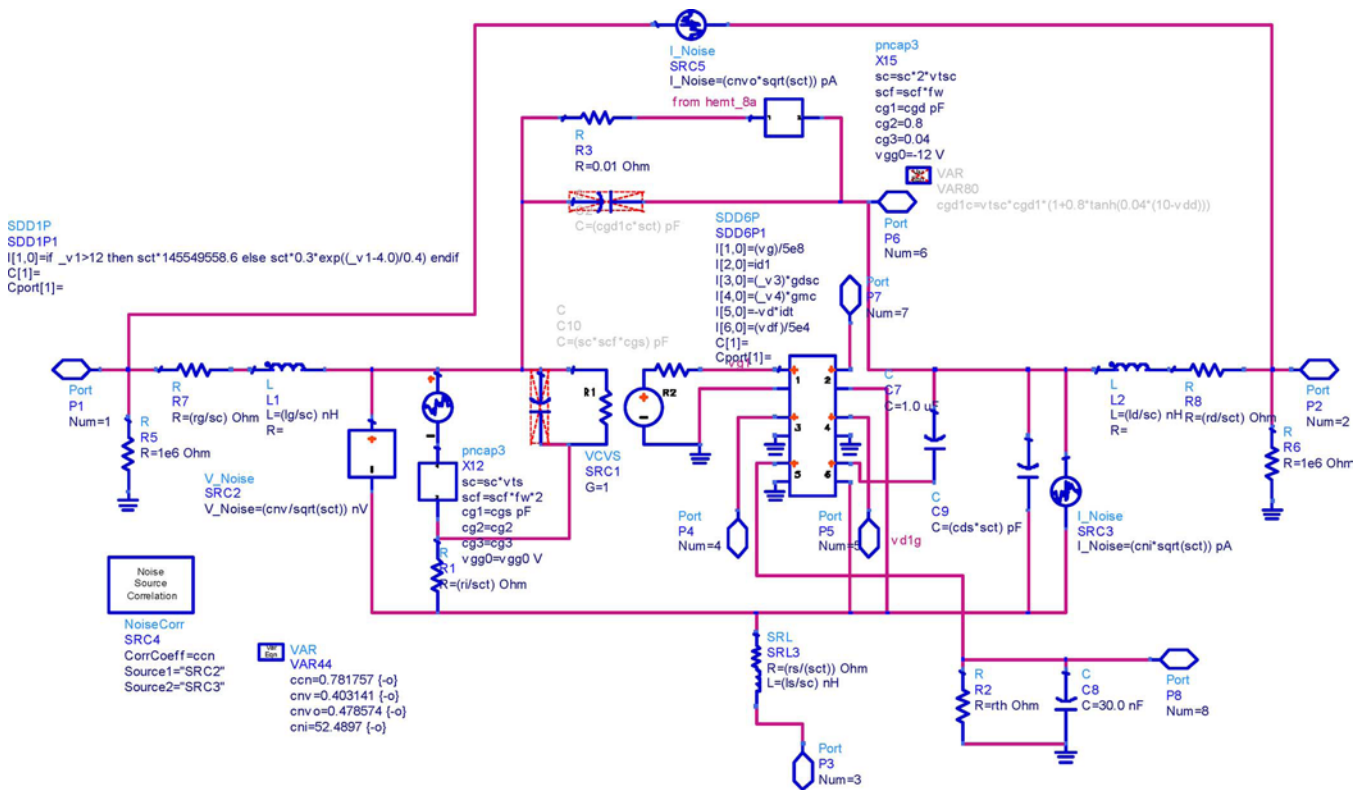 I_Noise
SRC5
I_Noise=(cnvo*sqrt(sct)) pA
pncap3
X15
sc=sc*2*vtsc
scf=scf*fw
cg1=cgd pF
cg2=0.8
cg3=0.04
vgg0=-12 V
from hemt_8a
R
R3
R=0.01 Ohm
VAR
VAR80
cgd1c=vtsc*cgd1*(1+0.8*tanh(0.04*(10-vdd)))
C=(cgd1c*sct) pF
Port
P6
Num=6
SDD1P
SDD1P1
I[1,0]=if _v1>12 then sct*145549558.6 else sct*0.3*exp((_v1-4.0)/0.4) endif
C[1]=
Cport[1]=
SDD6P
SDD6P1
I[1,0]=(vg)/5e8
I[2,0]=id1
I[3,0]=(_v3)*gdsc
I[4,0]=(_v4)*gmc
I[5,0]=-vd*idt
I[6,0]=(vdf)/5e4
C[1]=
Cport[1]=
Port
P7
Num=7
C
C10
C=(sc*scf*cgs) pF
Port
P1
Num=1
R
R7
R=(rg/sc) Ohm
L
L1
L=(lg/sc) nH
R=
R
R5
R=1e6 Ohm
R1
R2
vg1
1
2
3
4
5
6
C
C7
C=1.0 uF
L
L2
L=(ld/sc) nH
R=
R
R8
R=(rd/sct) Ohm
Port
P2
Num=2
R
R6
R=1e6 Ohm
V_Noise
SRC2
V_Noise=(cnv/sqrt(sct)) nV
pncap3
X12
sc=sc*vts
scf=scf*fw*2
cg1=cgs pF
cg2=cg2
cg3=cg3
vgg0=vgg0 V
VCVS
SRC1
G=1
R
R1
R=(ri/sct) Ohm
Port
P4
Num=4
Port
P5
Num=5
vd1g
C
C9
C=(cds*sct) pF
I_Noise
SRC3
I_Noise=(cni*sqrt(sct)) pA
Noise
Source
Correlation
NoiseCorr
SRC4
CorrCoeff=ccn
Source1="SRC2"
Source2="SRC3"
Var
Eqn
VAR
VAR44
ccn=0.781757 {-o}
cnv=0.403141 {-o}
cnvo=0.478574 {-o}
cni=52.4897 {-o}
SRL
SRL3
R=(rs/(sct)) Ohm
L=(ls/sc) nH
R
R2
R=rth Ohm
C
C8
C=30.0 nF
Port
P8
Num=8
Port
P3
Num=3